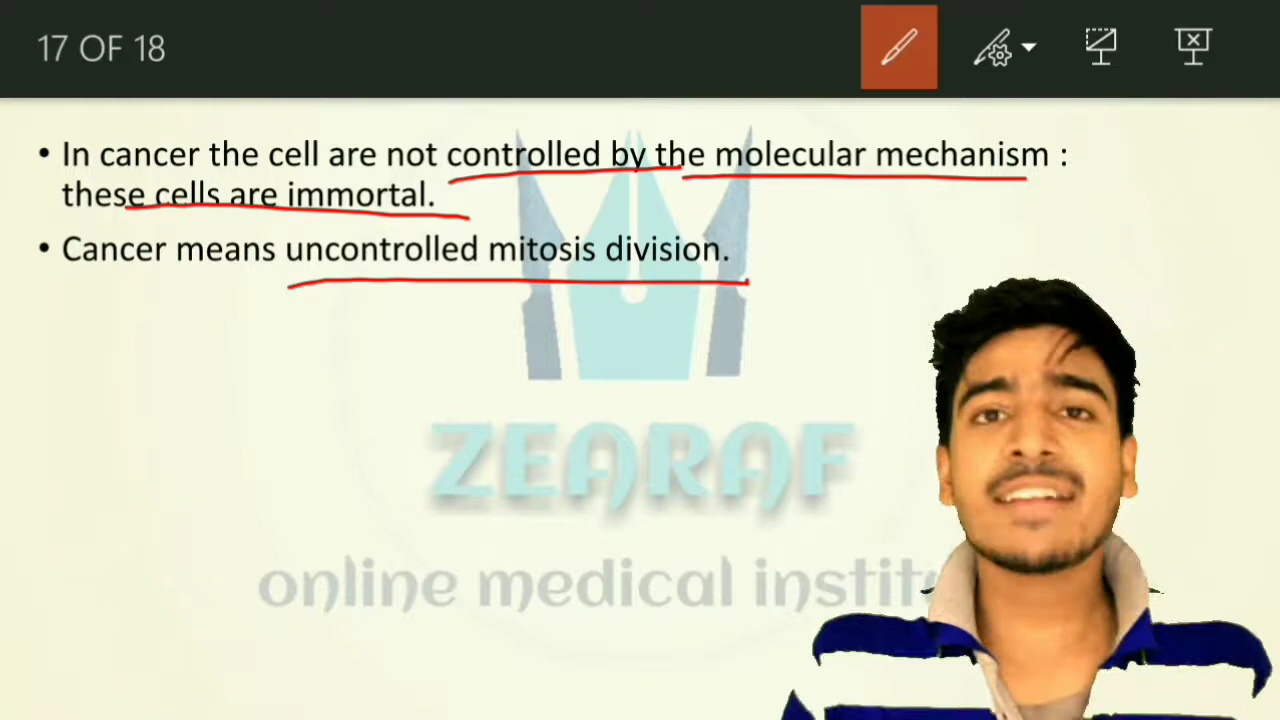 17 OF 18
• In cancer the cell are not controlled by the molecular mechanism :
these cells are immortal.
• Cancer means uncontrolled mitosis division.
ZEARAF
online medical